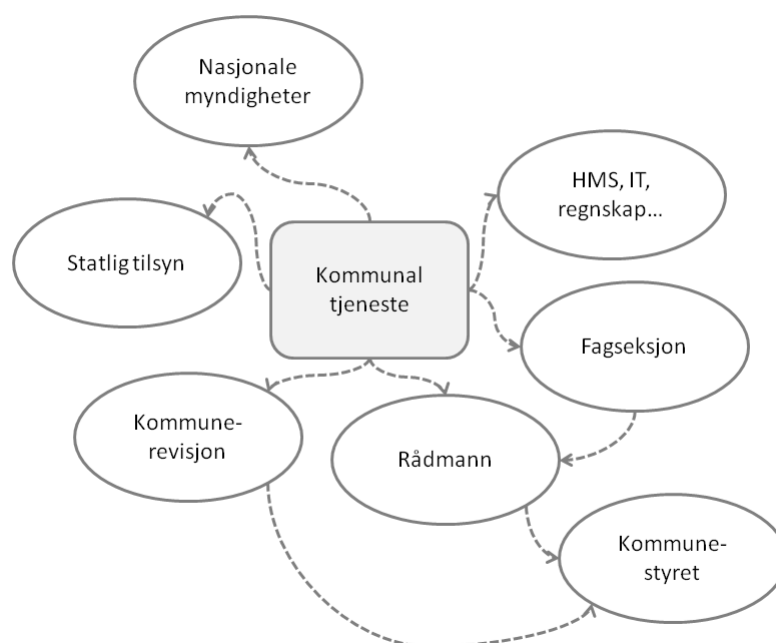 Nasjonale
myndigheter
HMS, IT,
regnskap...
Statlig tilsyn
Kommunal
tjeneste
Fagseksjon
Kommune-
revisjon
Rådmann
Kommune-
styret